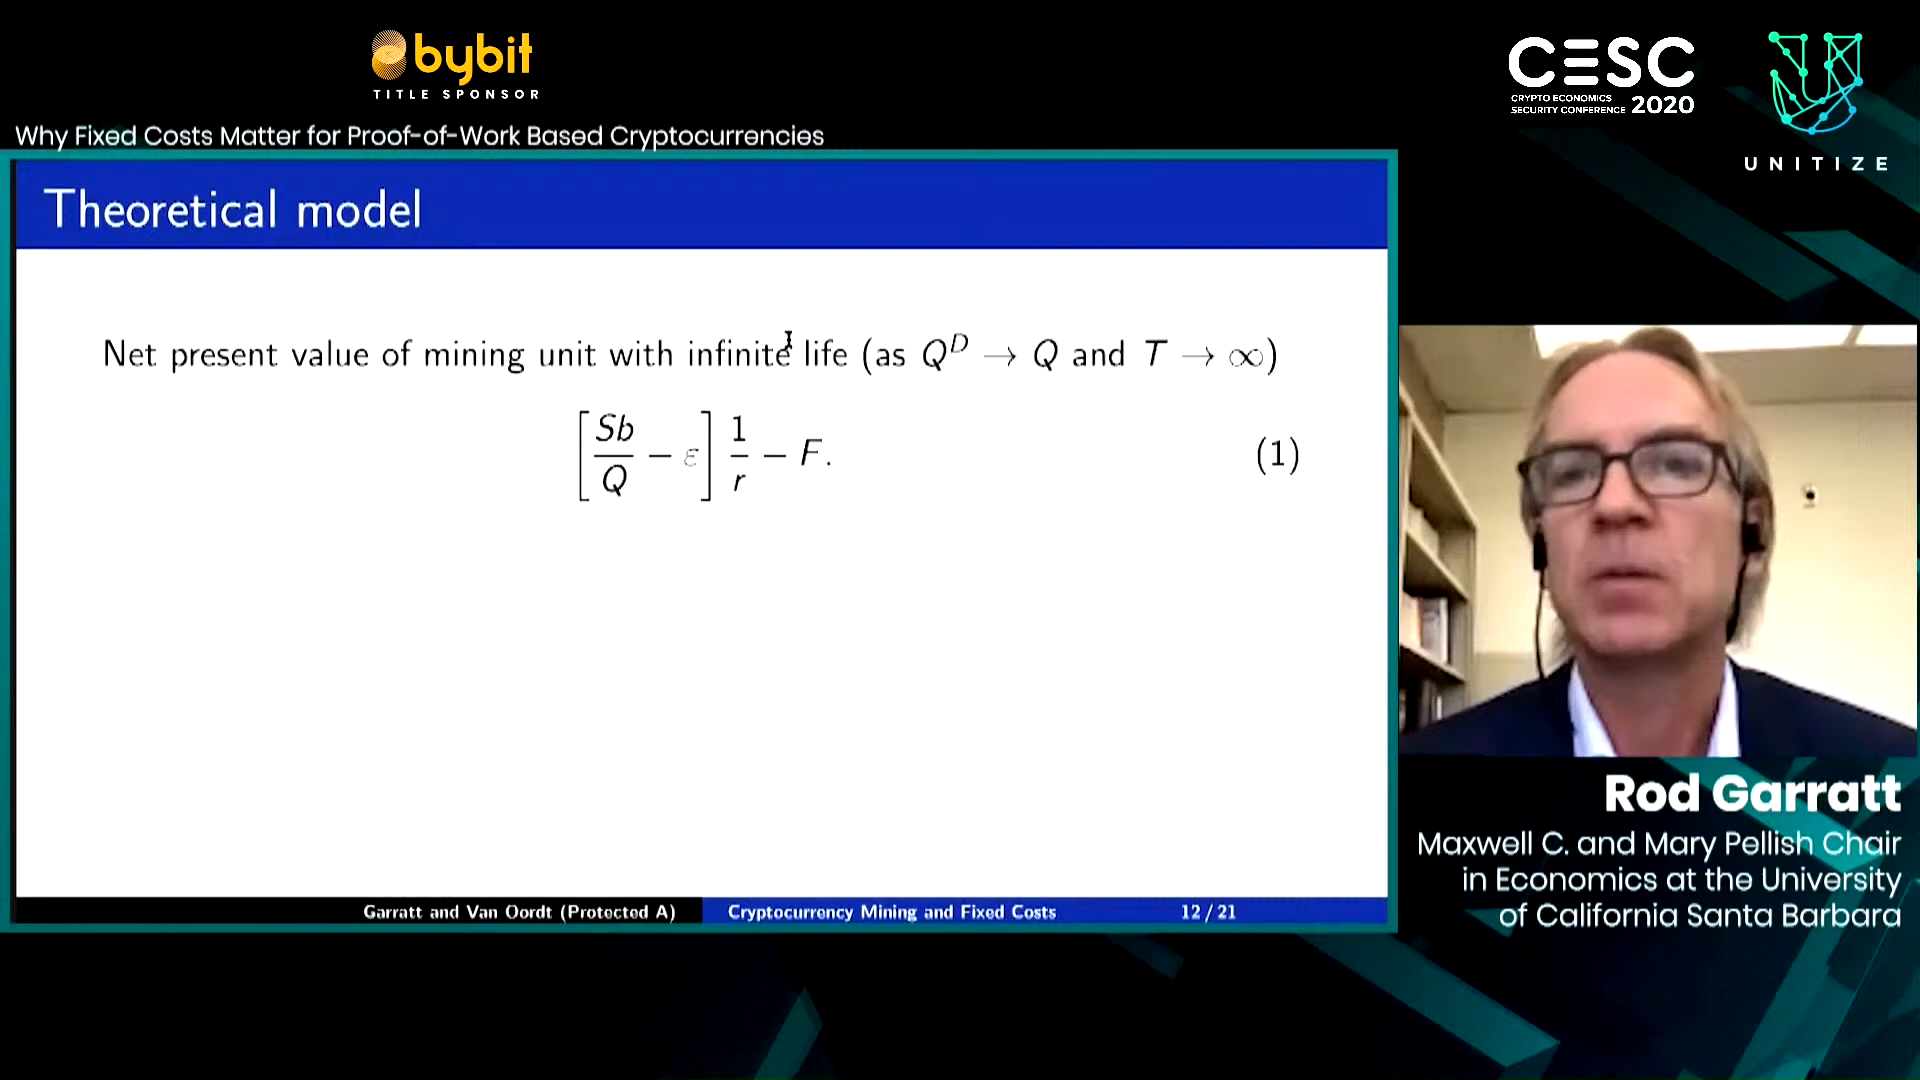 bybit
TITLE SPONSOR
CESC
CRYPTO ECONOMICS
SECURITY CONFERENCE 2020
UNITIZE
Why Fixed Costs Matter for Proof-of-Work Based Cryptocurrencies
Theoretical model
Net present value of mining unit with infinite life (as Q^D → Q and T → ∞)
[Sb/Q − ε] 1/r − F. (1)
Garratt and Van Oordt (Protected A) Cryptocurrency Mining and Fixed Costs 12 / 21
Rod Garratt
Maxwell C. and Mary Pellish Chair
in Economics at the University
of California Santa Barbara